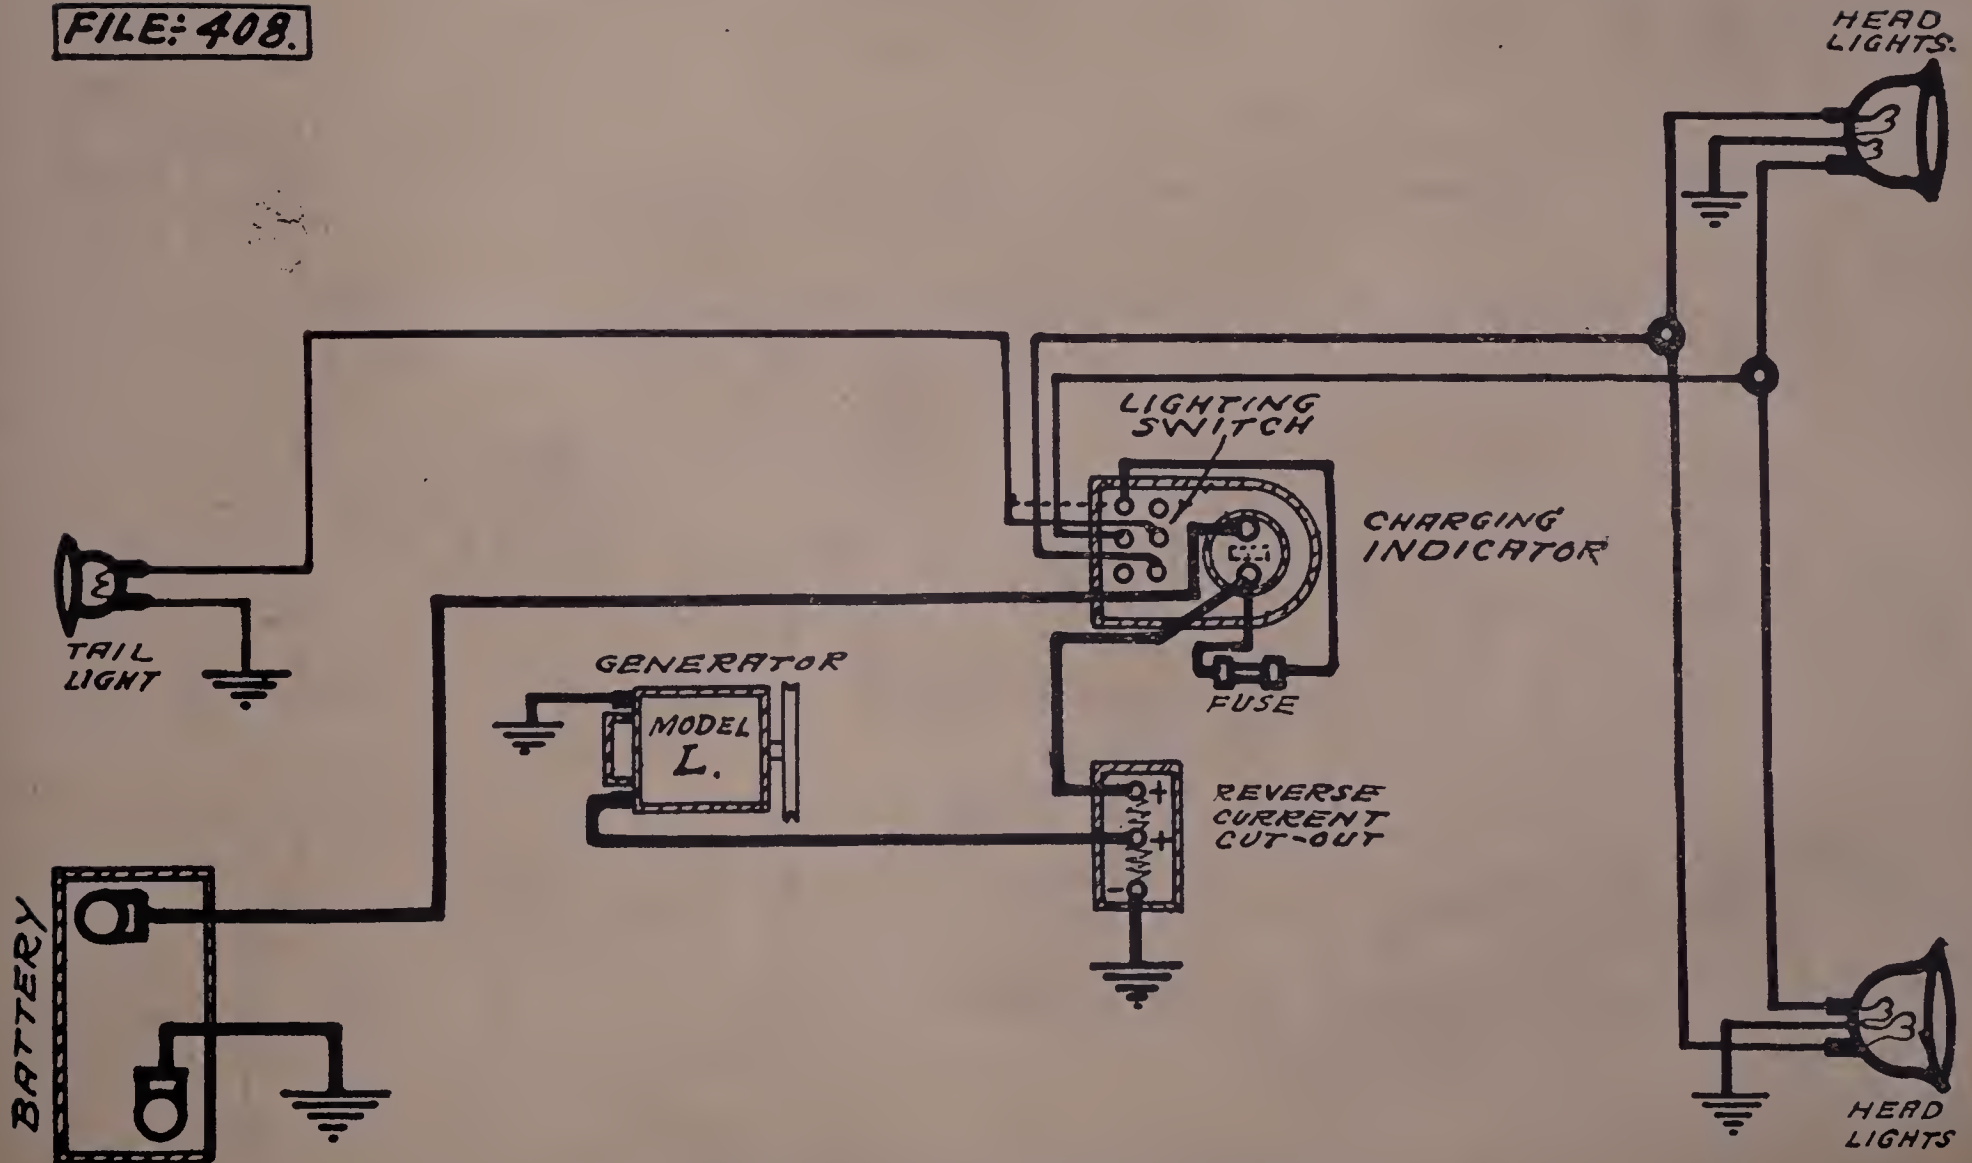 FILE: 408.
HEAD
LIGHTS.
LIGHTING
SWITCH
CHARGING
INDICATOR
TAIL
LIGHT
GENERATOR
MODEL
L.
FUSE
+
+
-
REVERSE
CURRENT
CUT-OUT
BATTERY
HEAD
LIGHTS